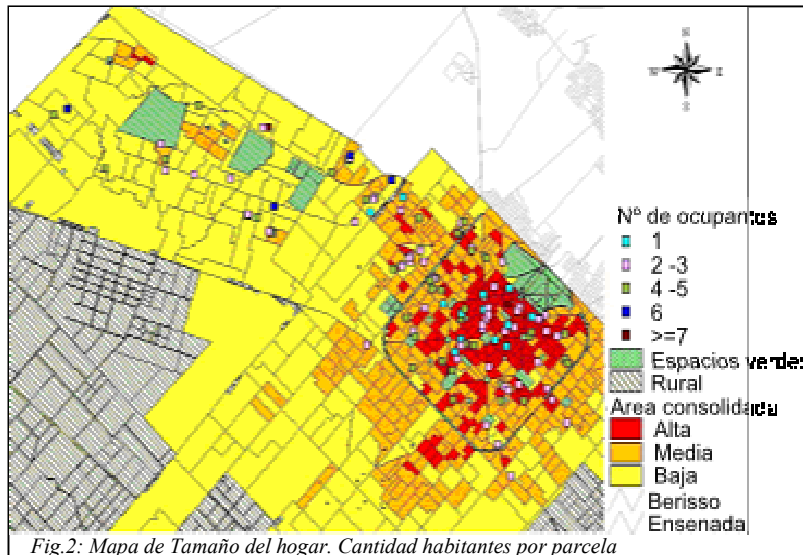 N
W E
S
Nº de ocupantes
1
2 -3
4 -5
6
>=7
Espacios verdes
Rural
Area consolidada
Alta
Media
Baja
Berisso
Ensenada
Fig.2: Mapa de Tamaño del hogar. Cantidad habitantes por parcela